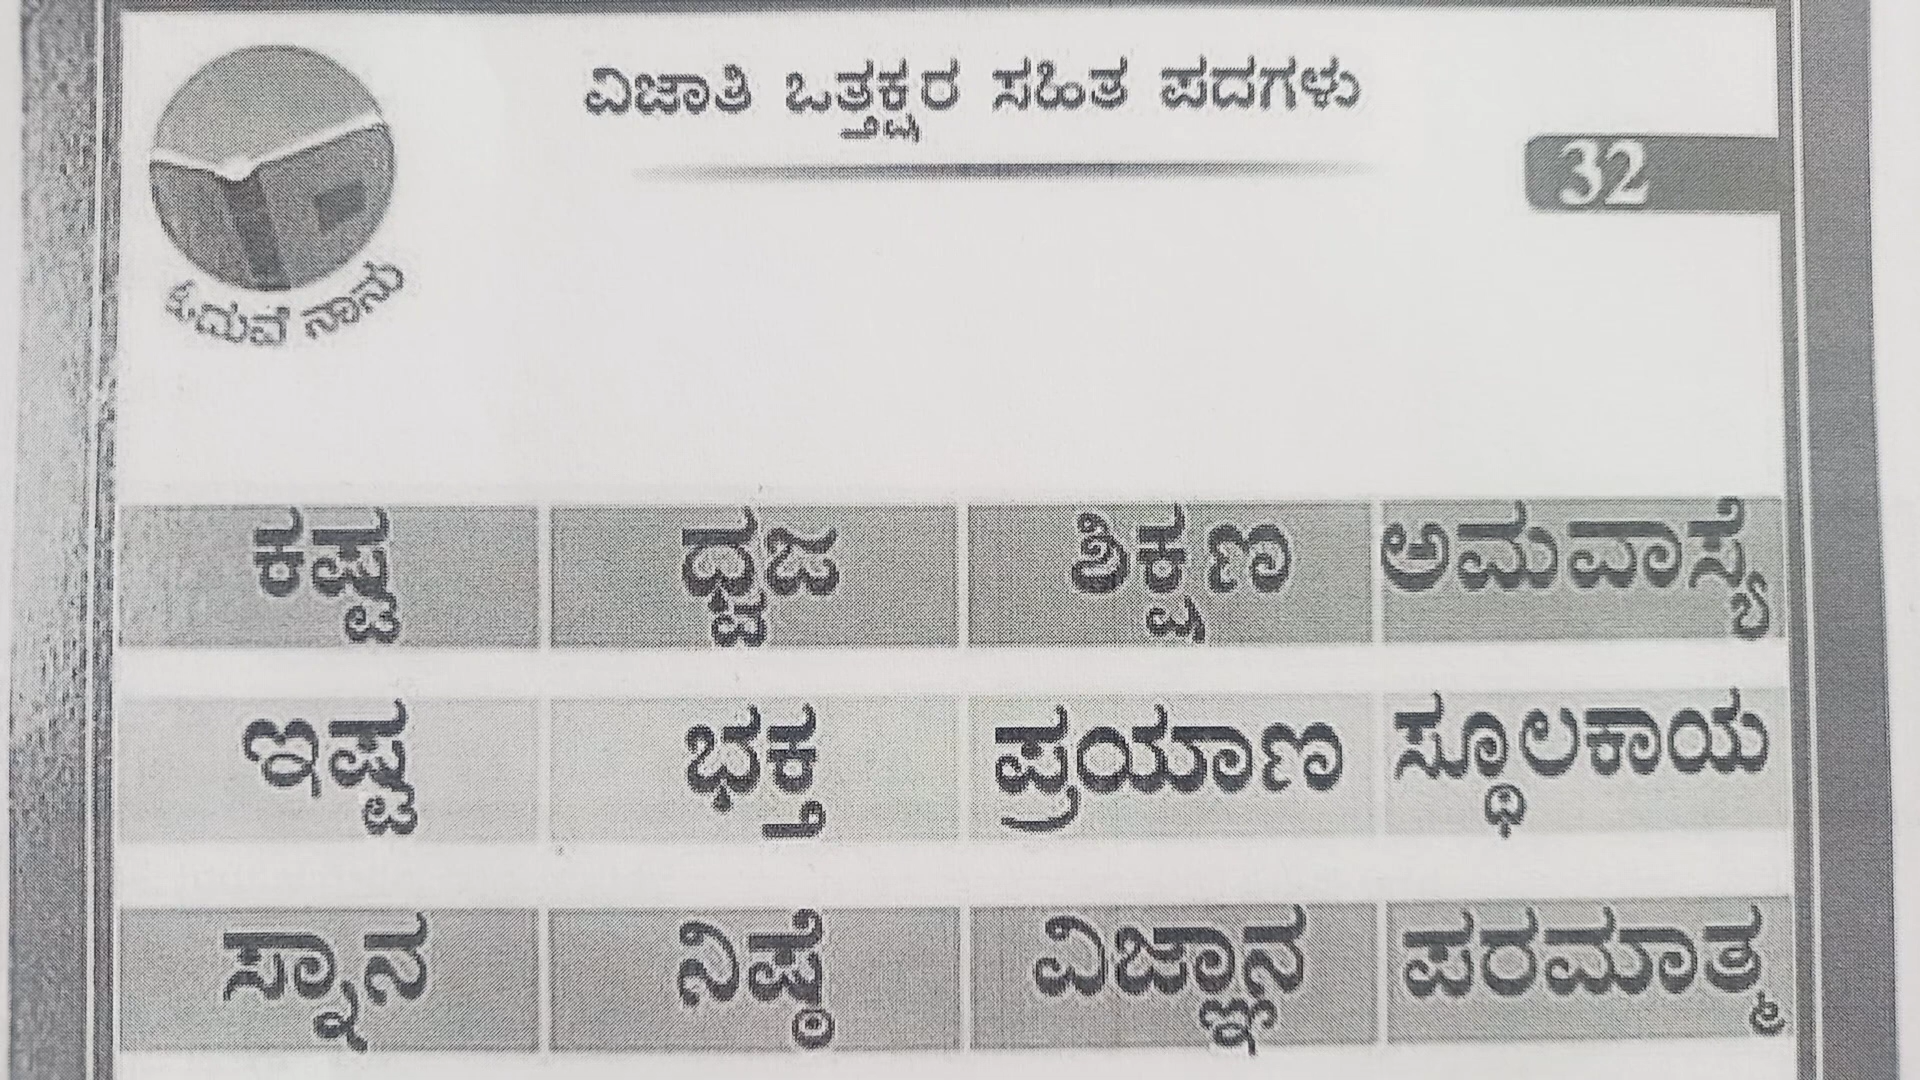 ವಿಜಾತಿ ಒತ್ತಕ್ಷರ ಸಹಿತ ಪದಗಳು
32
ಓದುವೆ ನಾನು
ಕಷ್ಟ ಧ್ವಜ ಶಿಕ್ಷಣ ಅಮವಾಸ್ಯೆ
ಇಷ್ಟ ಭಕ್ತ ಪ್ರಯಾಣ ಸ್ಥೂಲಕಾಯ
ಸ್ನಾನ ನಿಷ್ಠೆ ವಿಜ್ಞಾನ ಪರಮಾತ್ಮ